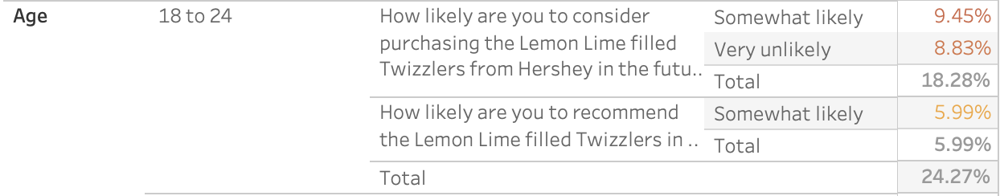 Age 18 to 24 How likely are you to consider Somewhat likely 9.45%
purchasing the Lemon Lime filled Very unlikely 8.83%
Twizzlers from Hershey in the futu.. Total 18.28%
How likely are you to recommend Somewhat likely 5.99%
the Lemon Lime filled Twizzlers in .. Total 5.99%
Total 24.27%